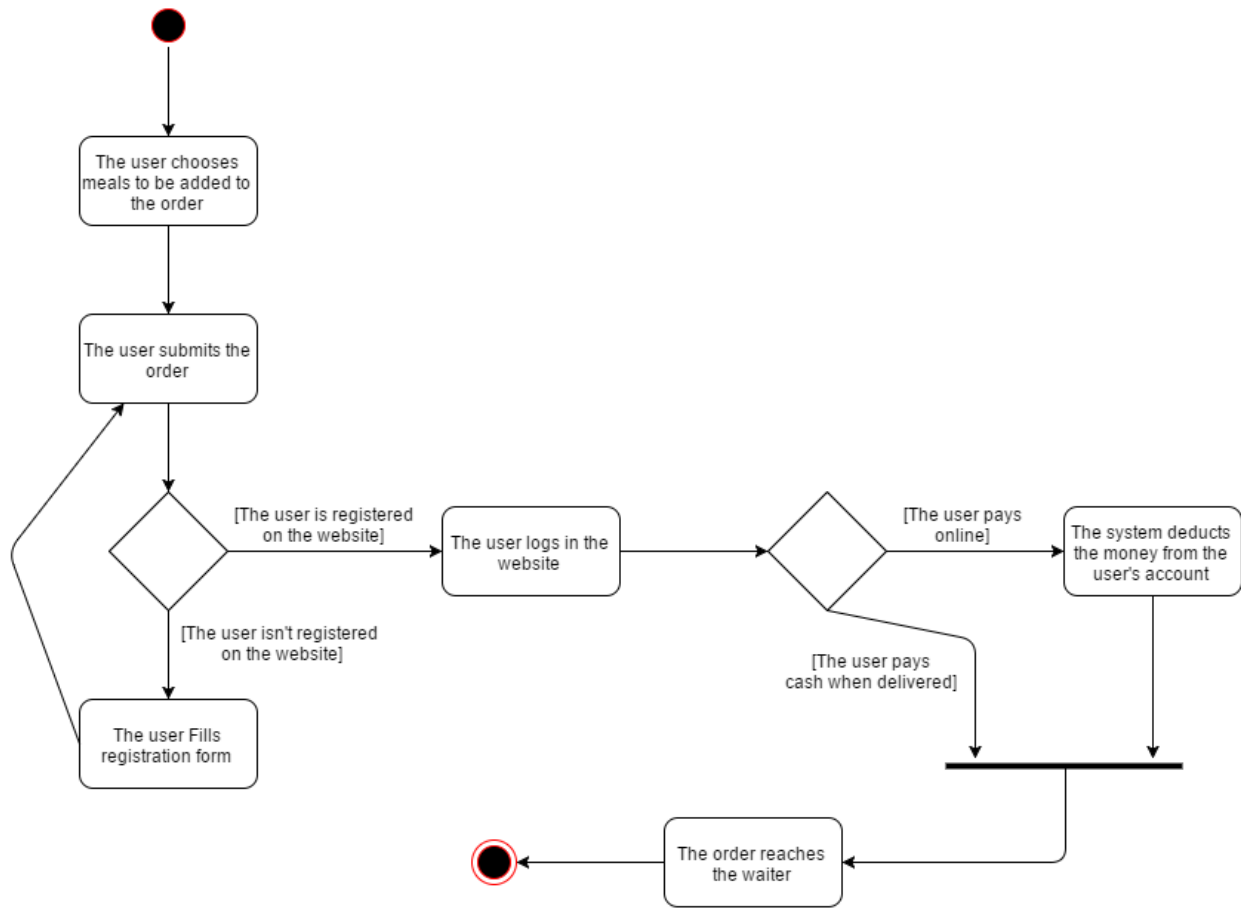 The user chooses
meals to be added to
the order
The user submits the
order
[The user is registered
on the website]
The user logs in the
website
[The user pays
online]
The system deducts
the money from the
user's account
[The user isn't registered
on the website]
[The user pays
cash when delivered]
The user Fills
registration form
The order reaches
the waiter